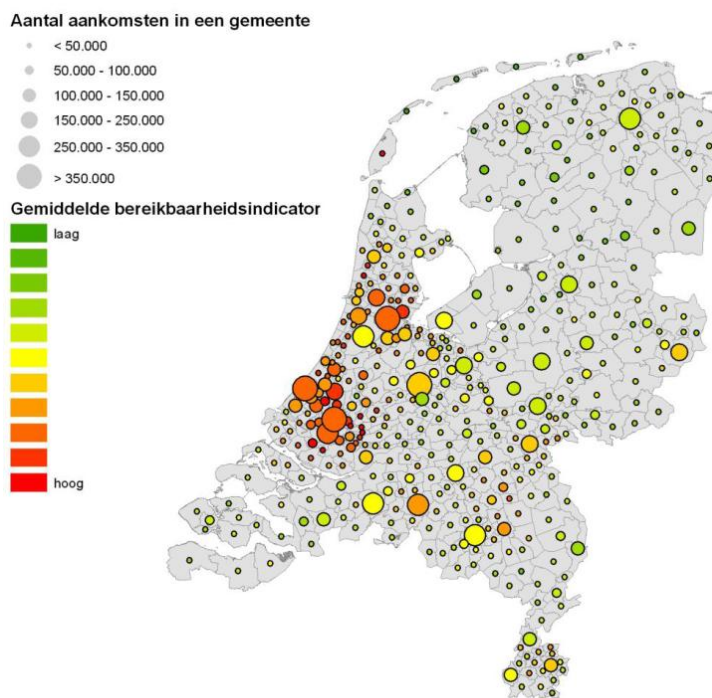 Aantal aankomsten in een gemeente
< 50.000
50.000 - 100.000
100.000 - 150.000
150.000 - 250.000
250.000 - 350.000
> 350.000
Gemiddelde bereikbaarheidsindicator
laag
hoog